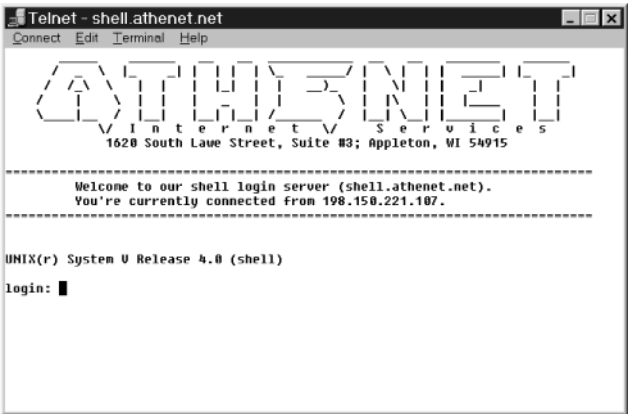 Telnet - shell.athenet.net
Connect Edit Terminal Help
ATHENET
Internet Services
1620 South Lawe Street, Suite #3; Appleton, WI 54915
Welcome to our shell login server (shell.athenet.net).
You're currently connected from 198.150.221.107.
UNIX(r) System V Release 4.0 (shell)
login: